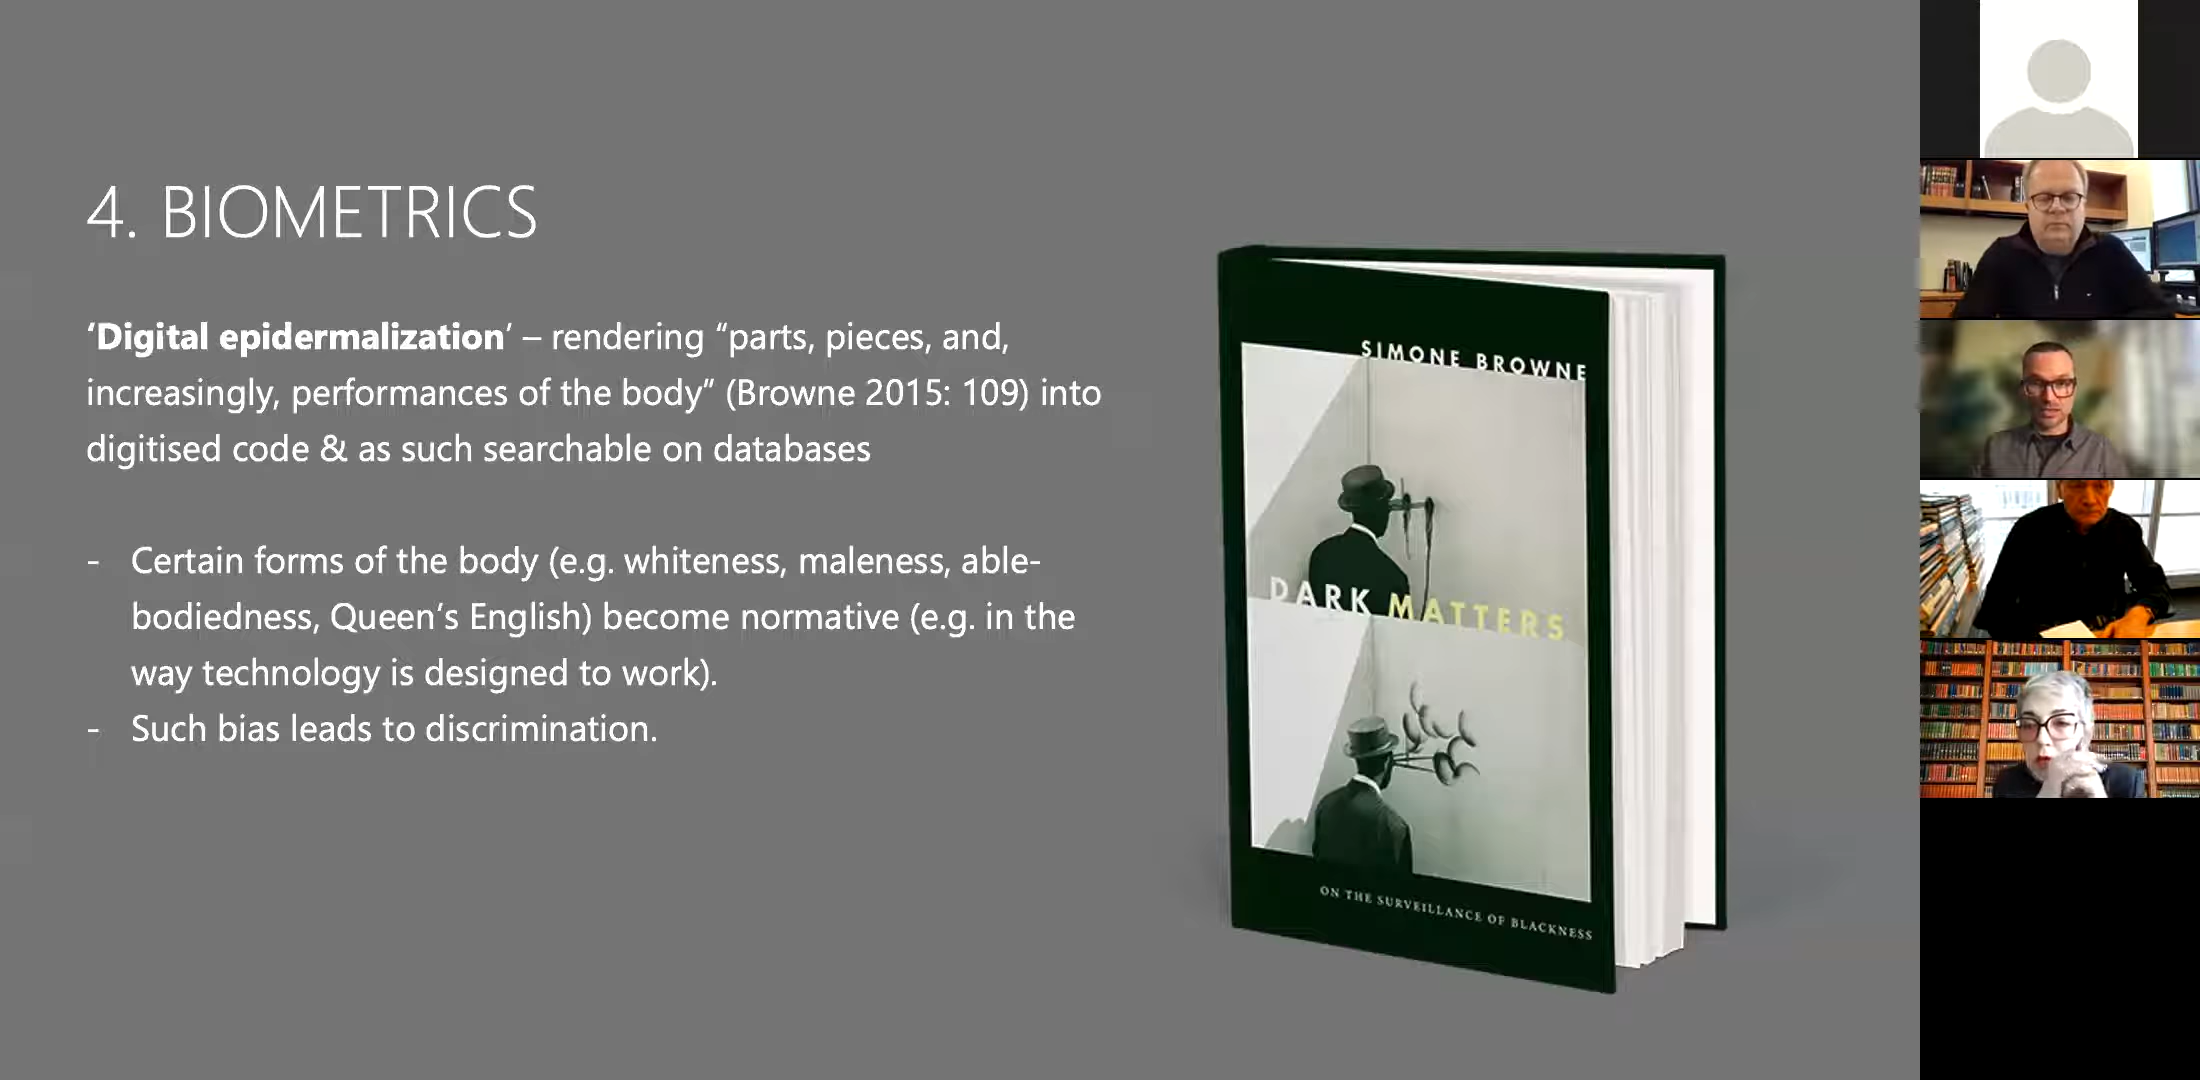 4. BIOMETRICS
‘Digital epidermalization’ – rendering “parts, pieces, and,
increasingly, performances of the body” (Browne 2015: 109) into
digitised code & as such searchable on databases
- Certain forms of the body (e.g. whiteness, maleness, able-
bodiedness, Queen’s English) become normative (e.g. in the
way technology is designed to work).
- Such bias leads to discrimination.
SIMONE BROWNE
DARK MATTERS
ON THE SURVEILLANCE OF BLACKNESS